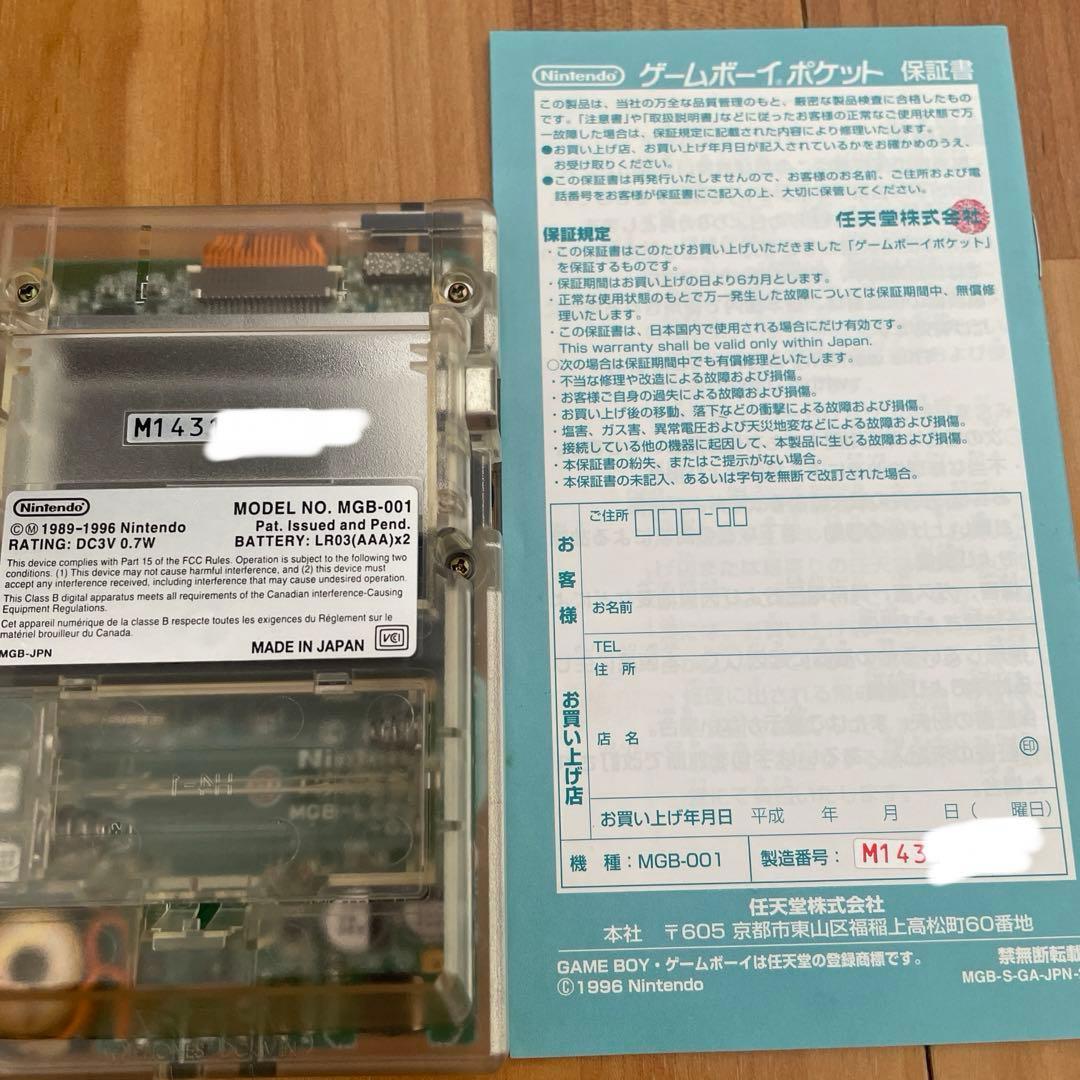 M1431
Nintendo
MODEL NO. MGB-001
ⒸⓂ 1989-1996 Nintendo
Pat. Issued and Pend.
RATING: DC3V 0.7W
BATTERY: LR03(AAA)x2
This device complies with Part 15 of the FCC Rules. Operation is subject to the following two
conditions. (1) This device may not cause harmful interference, and (2) this device must
accept any interference received, including interference that may cause undesired operation.
This Class B digital apparatus meets all requirements of the Canadian interference-Causing
Equipment Regulations.
Cet appareil numérique de la classe B respecte toutes les exigences du Règlement sur le
matériel brouilleur du Canada.
MGB-JPN
MADE IN JAPAN
VCI
Nintendo ゲームボーイ®ポケット 保証書
この製品は、当社の万全な品質管理のもと、厳密な製品検査に合格したもの
です。「注意書」や「取扱説明書」などに従ったお客様の正常なご使用状態で万
一故障した場合は、保証規定に記載された内容により修理いたします。
●お買い上げ店、お買い上げ年月日が記入されているかをお確かめのうえ、
お受け取りください。
●この保証書は再発行いたしませんので、お客様のお名前、ご住所および電
話番号をお客様が保証書にご記入の上、大切に保管してください。
任天堂株式会社
保証規定
・この保証書はこのたびお買い上げいただきました「ゲームボーイポケット」
を保証するものです。
・保証期間はお買い上げの日より6カ月とします。
・正常な使用状態のもとで万一発生した故障については保証期間中、無償修
理いたします。
・この保証書は、日本国内で使用される場合にだけ有効です。
This warranty shall be valid only within Japan.
○次の場合は保証期間中でも有償修理といたします。
・不当な修理や改造による故障および損傷。
・お客様ご自身の過失による故障および損傷。
・お買い上げ後の移動、落下などの衝撃による故障および損傷。
・塩害、ガス害、異常電圧および天災地変などによる故障および損傷。
・接続している他の機器に起因して、本製品に生じる故障および損傷。
・本保証書の紛失、またはご提示がない場合。
・本保証書の未記入、あるいは字句を無断で改訂された場合。
お客様
ご住所 □□□-□□
お名前
TEL
お買い上げ店
住 所
店 名
印
お買い上げ年月日 平成 年 月 日( 曜日)
機 種：MGB-001
製造番号： M143
任天堂株式会社
本社 〒605 京都市東山区福稲上高松町60番地
GAME BOY・ゲームボーイは任天堂の登録商標です。
Ⓒ1996 Nintendo
禁無断転載
MGB-S-GA-JPN-